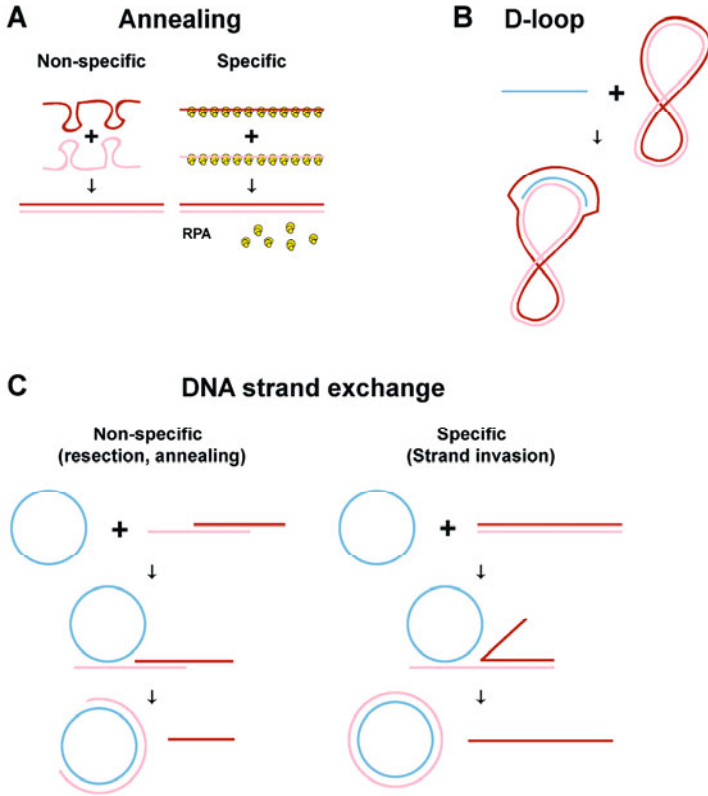 A
Annealing
Non-specific
Specific
+
+
↓
↓
RPA
B
D-loop
+
↓
C
DNA strand exchange
Non-specific
(resection, annealing)
Specific
(Strand invasion)
+
+
↓
↓
↓
↓